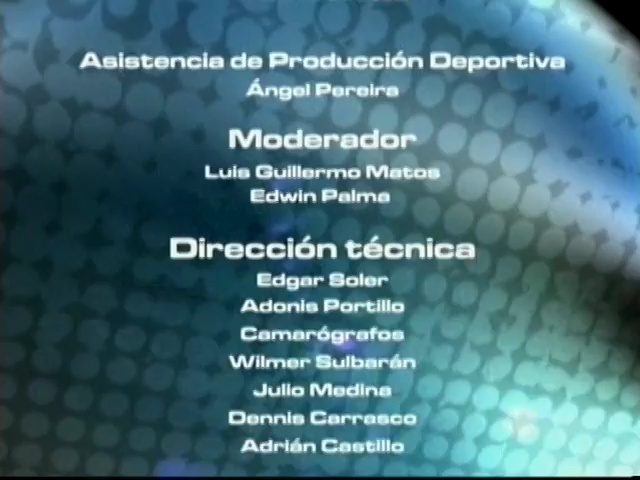 Asistencia de Producción Deportiva
Ángel Pereira
Moderador
Luis Guillermo Matos
Edwin Palma
Dirección técnica
Edgar Soler
Adonis Portillo
Camarógrafos
Wilmer Sulbarán
Julio Medina
Dennis Carrasco
Adrián Castillo